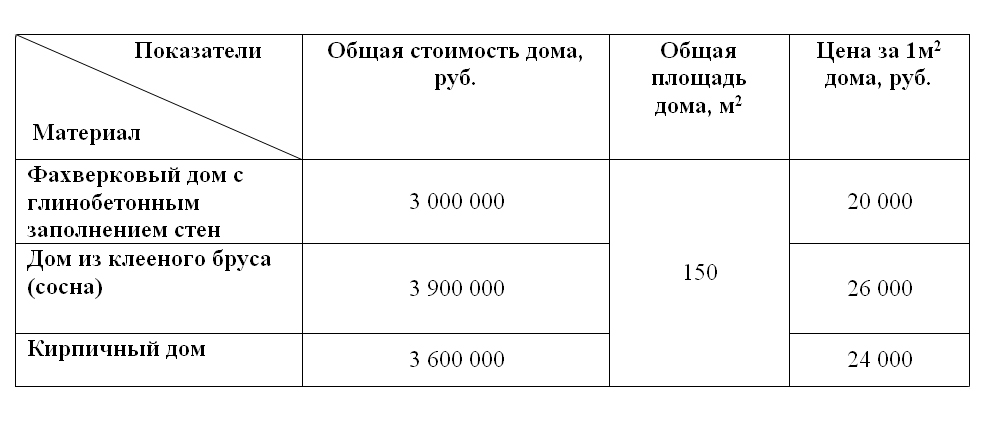 Показатели
Материал
Общая стоимость дома,
руб.
Общая
площадь
дома, м²
Цена за 1м²
дома, руб.
Фахверковый дом с
глинобетонным
заполнением стен
3 000 000
150
20 000
Дом из клееного бруса
(сосна)
3 900 000
26 000
Кирпичный дом
3 600 000
24 000